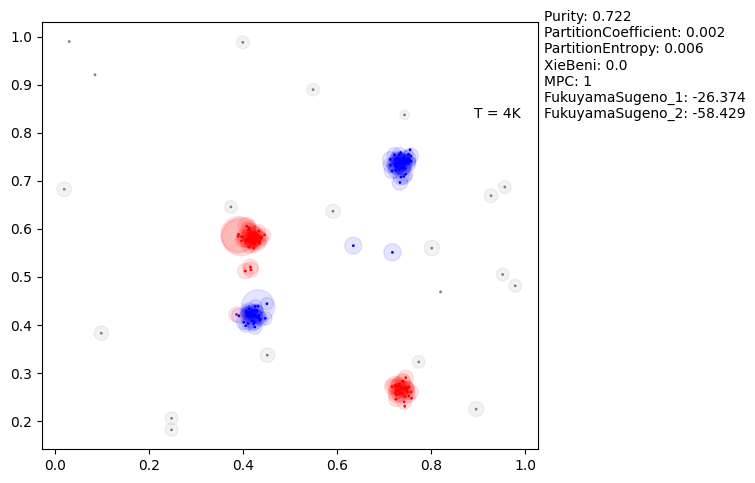 Purity: 0.722
PartitionCoefficient: 0.002
PartitionEntropy: 0.006
XieBeni: 0.0
MPC: 1
FukuyamaSugeno_1: -26.374
FukuyamaSugeno_2: -58.429
T = 4K
1.0
0.9
0.8
0.7
0.6
0.5
0.4
0.3
0.2
0.0 0.2 0.4 0.6 0.8 1.0